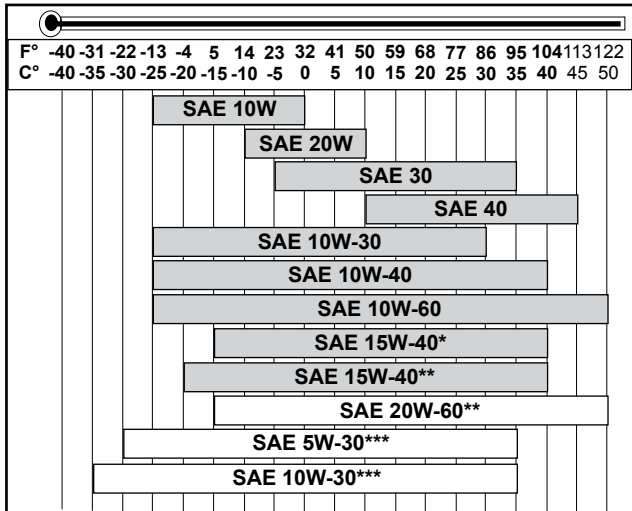 F° -40 -31 -22 -13 -4 5 14 23 32 41 50 59 68 77 86 95 104 113 122
C° -40 -35 -30 -25 -20 -15 -10 -5 0 5 10 15 20 25 30 35 40 45 50
SAE 10W
SAE 20W
SAE 30
SAE 40
SAE 10W-30
SAE 10W-40
SAE 10W-60
SAE 15W-40*
SAE 15W-40**
SAE 20W-60**
SAE 5W-30***
SAE 10W-30***